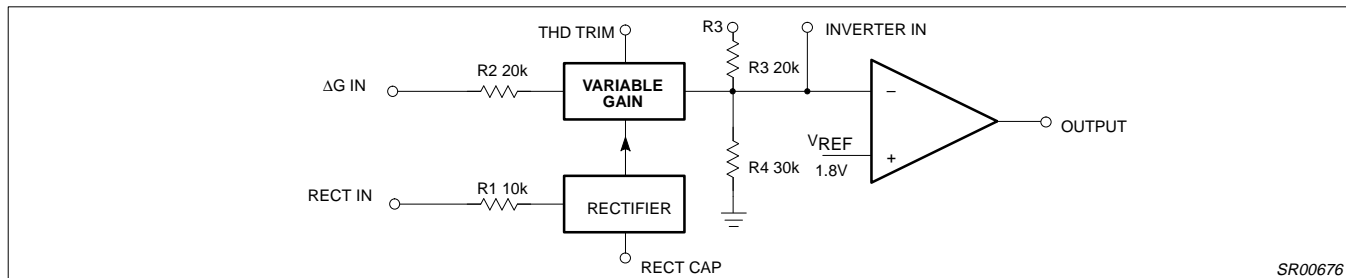 THD TRIM
R3
INVERTER IN
R2 20k
R3 20k
ΔG IN
VARIABLE
GAIN
−
OUTPUT
VREF
+
1.8V
R4 30k
R1 10k
RECT IN
RECTIFIER
RECT CAP
SR00676